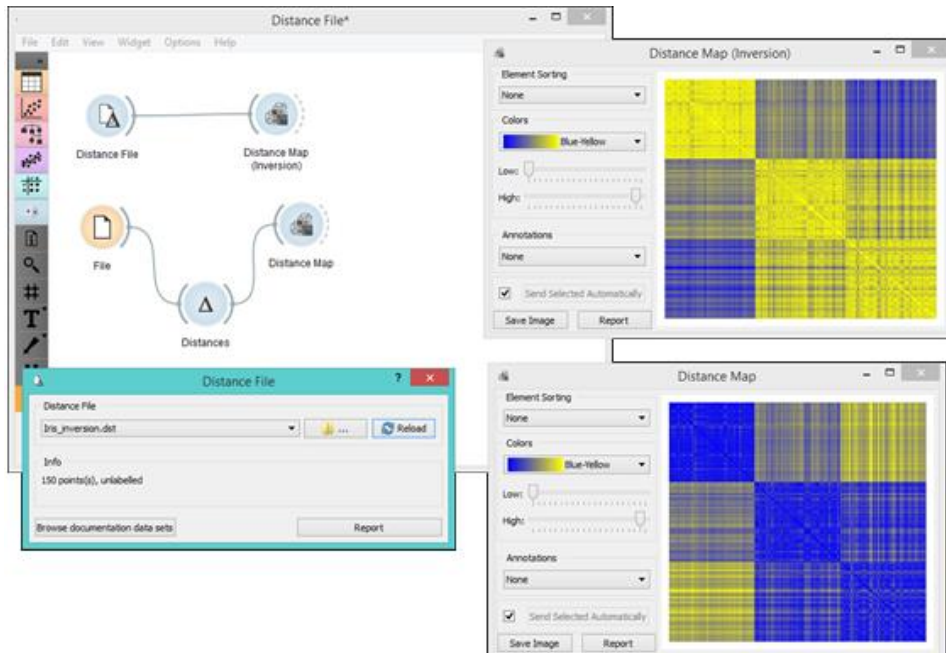 Distance File*
File Edit View Widget Options Help
Distance File
Distance Map
(Inversion)
File
Distance Map
Distances
Distance File
?
Distance File
Iris_inversion.dst
...
Reload
Info
150 points(s), unlabelled
Browse documentation data sets
Report
Distance Map (Inversion)
Element Sorting
None
Colors
Blue-Yellow
Low:
High:
Annotations
None
Send Selected Automatically
Save Image
Report
Distance Map
Element Sorting
None
Colors
Blue-Yellow
Low:
High:
Annotations
None
Send Selected Automatically
Save Image
Report